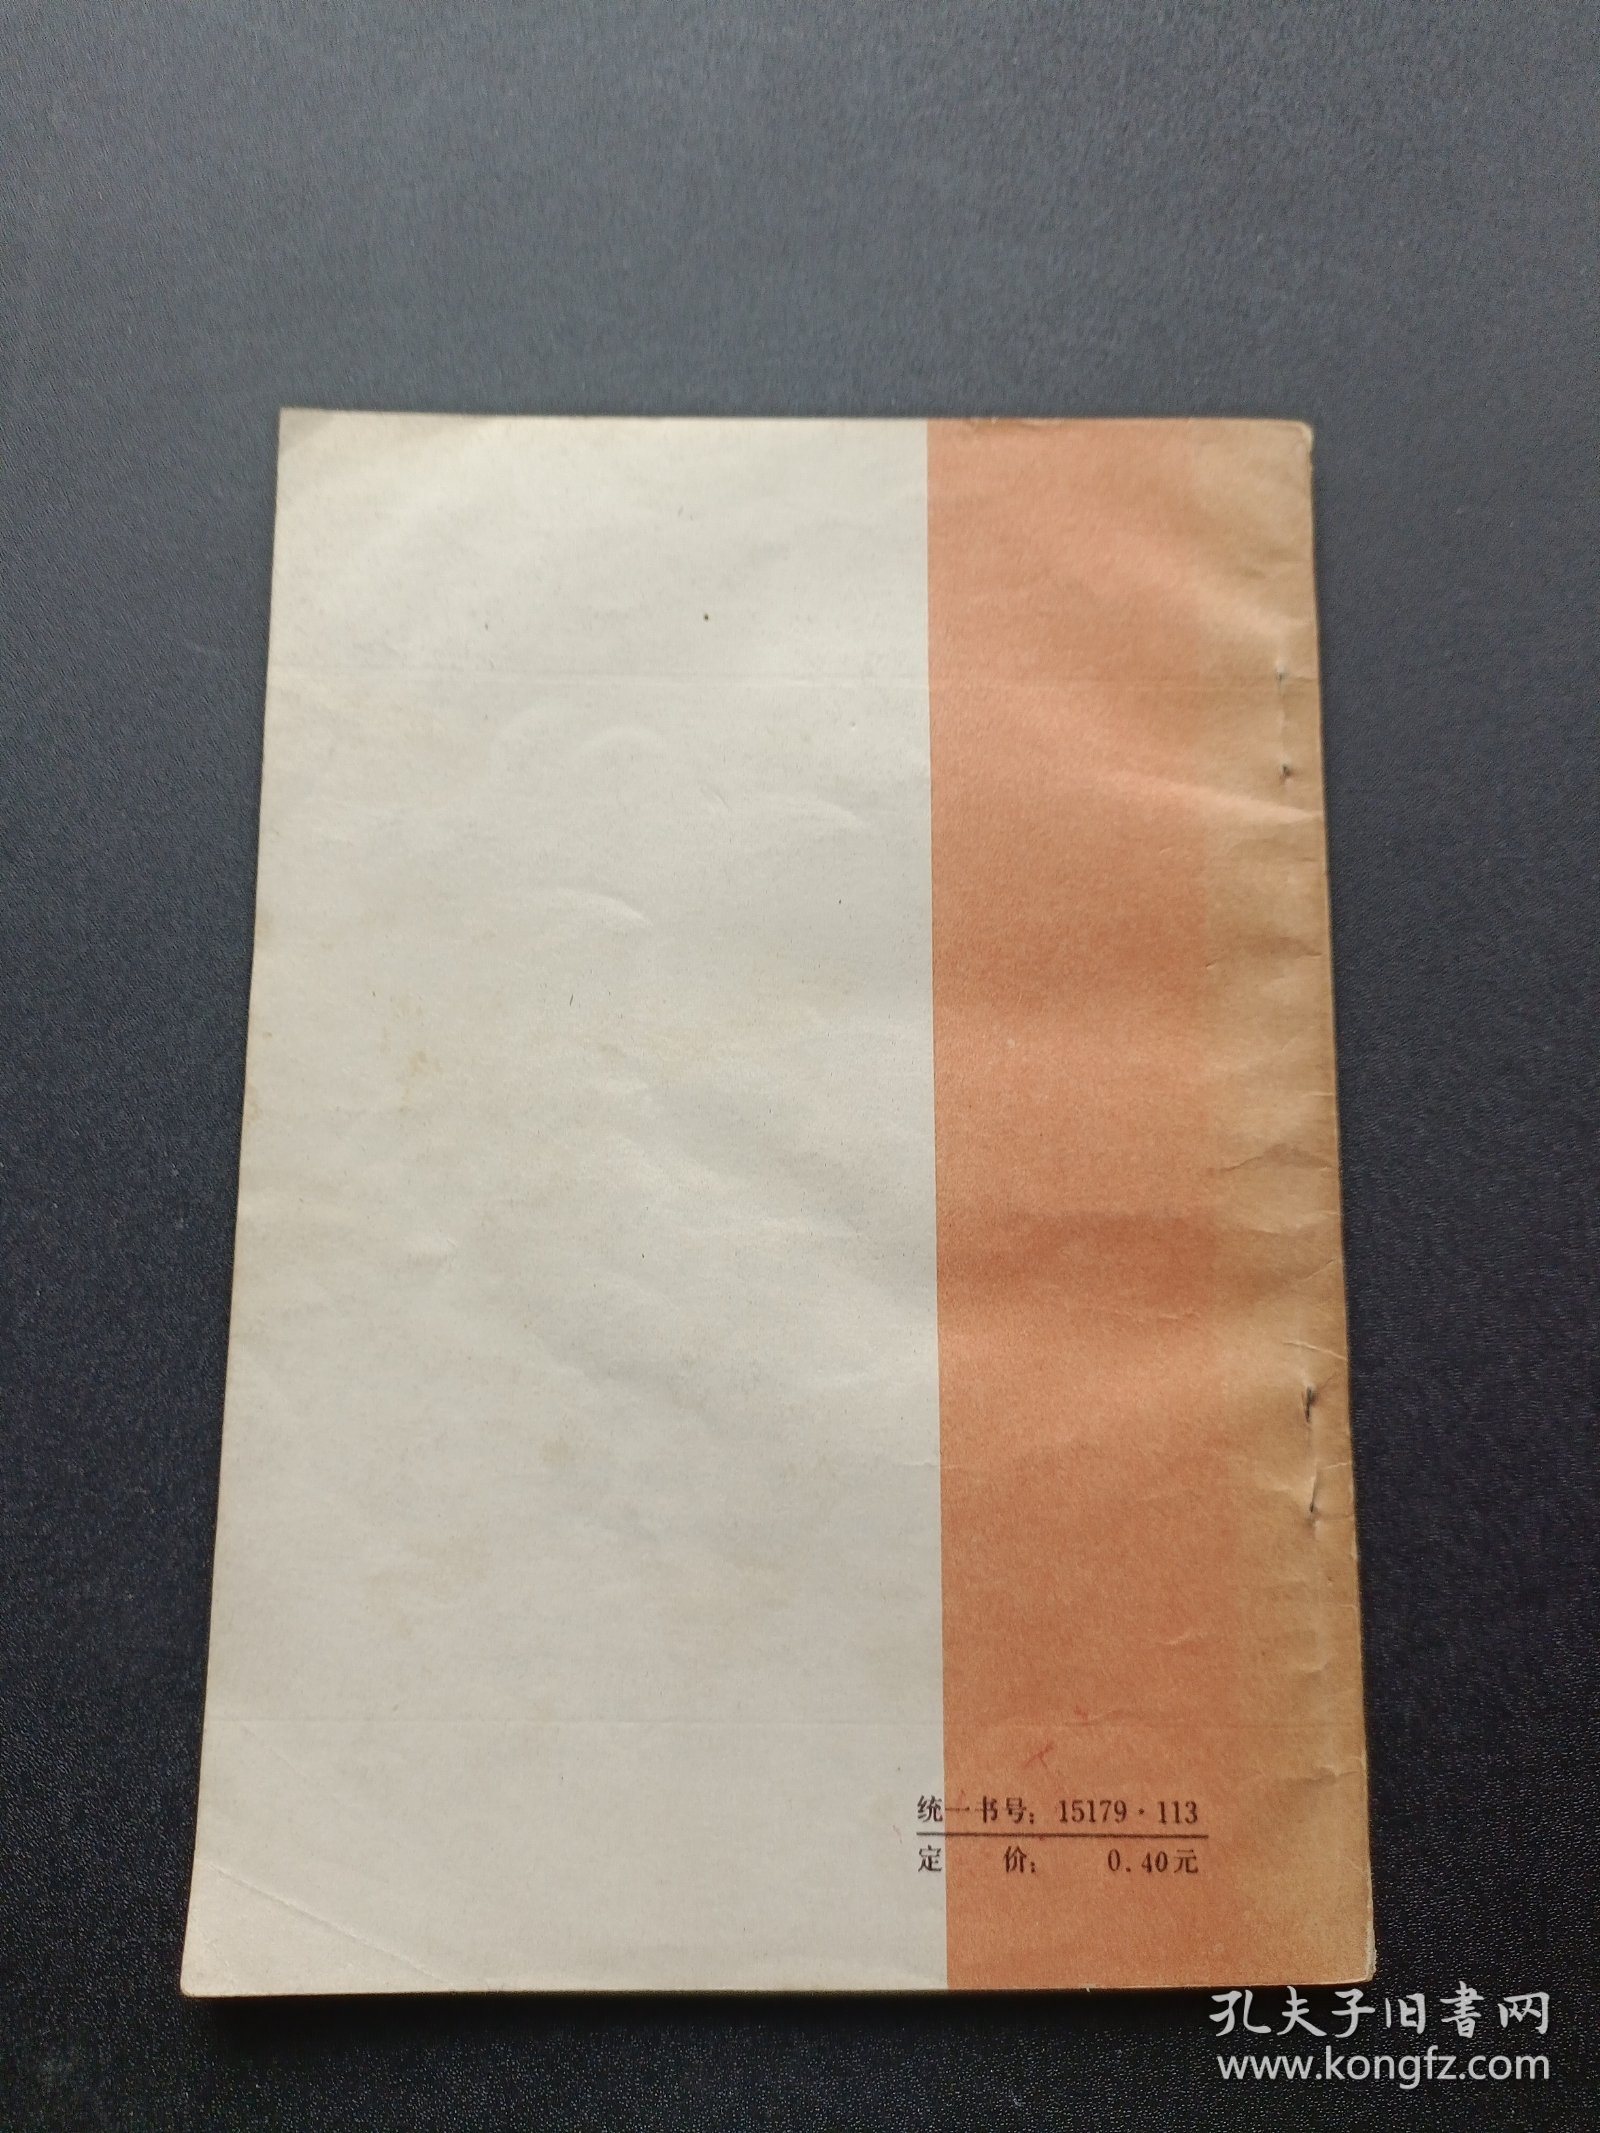 统一书号：15179·113
定　　价：　0.40元
孔夫子旧書网
www.kongfz.com